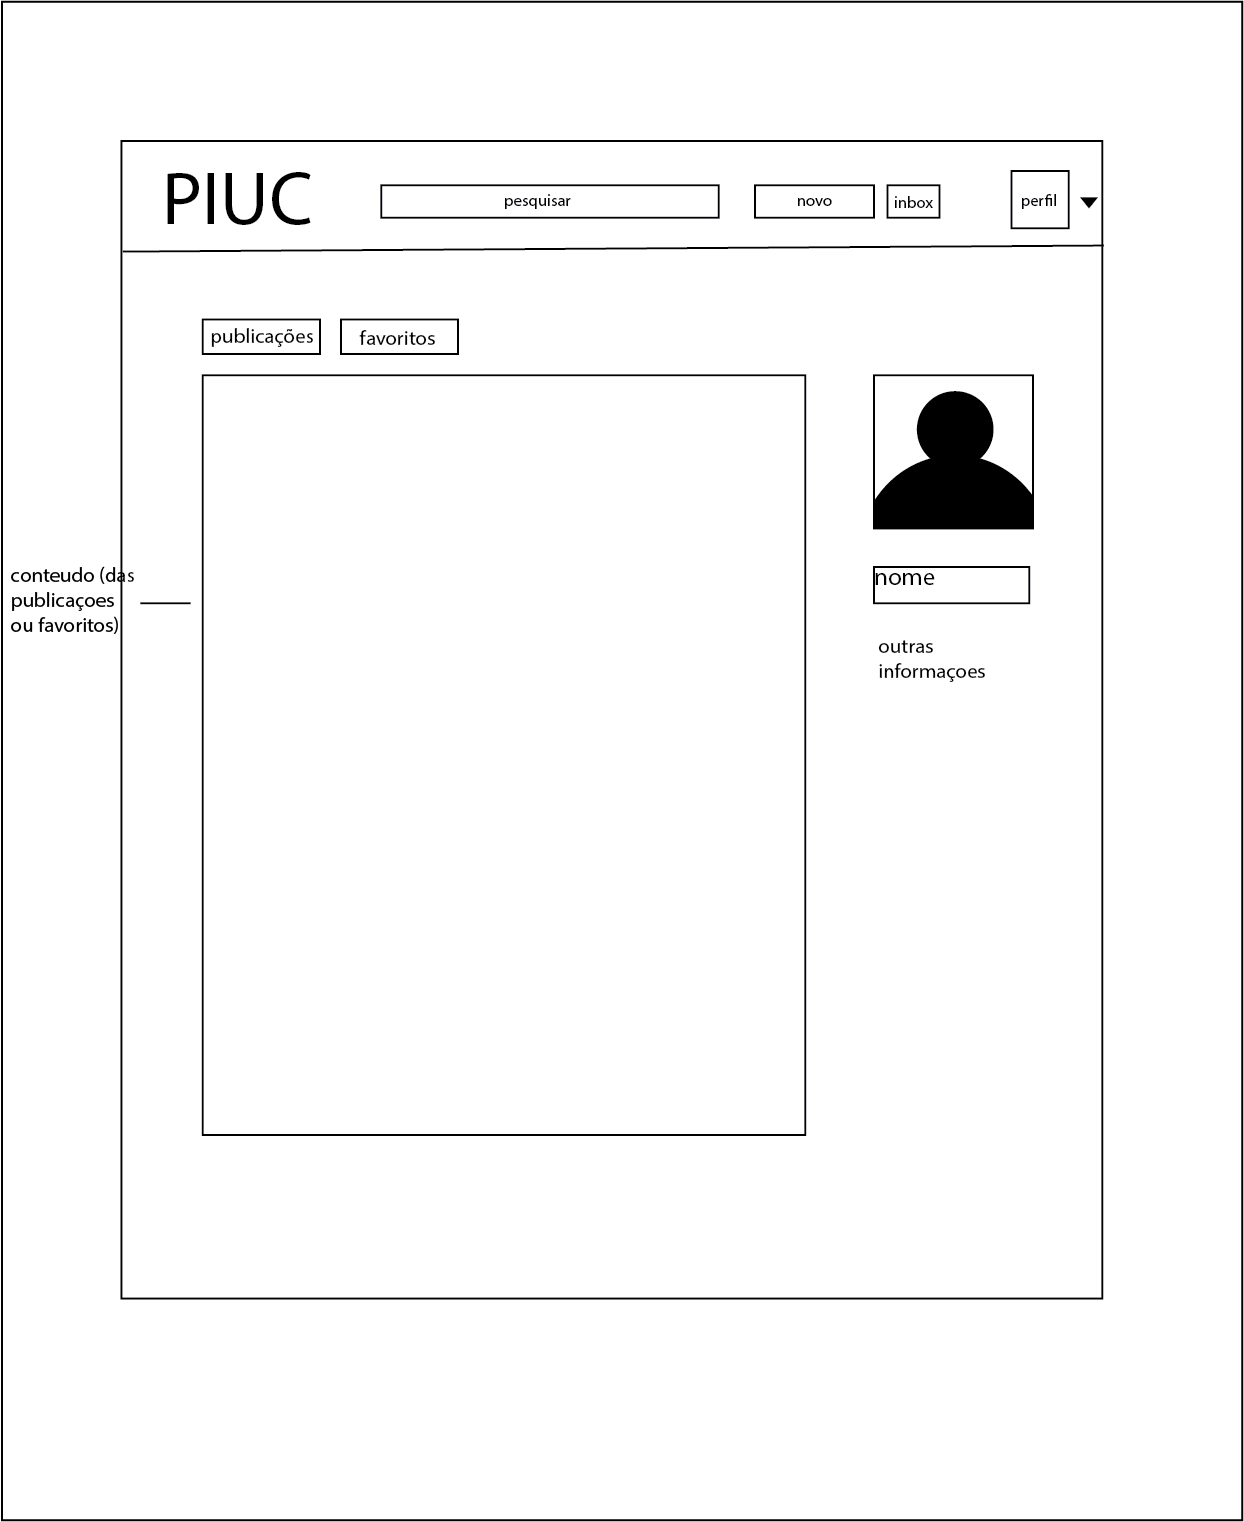 PIUC
pesquisar
novo
inbox
perfil
publicações
favoritos
conteudo (das
publicaçoes
ou favoritos)
nome
outras
informaçoes